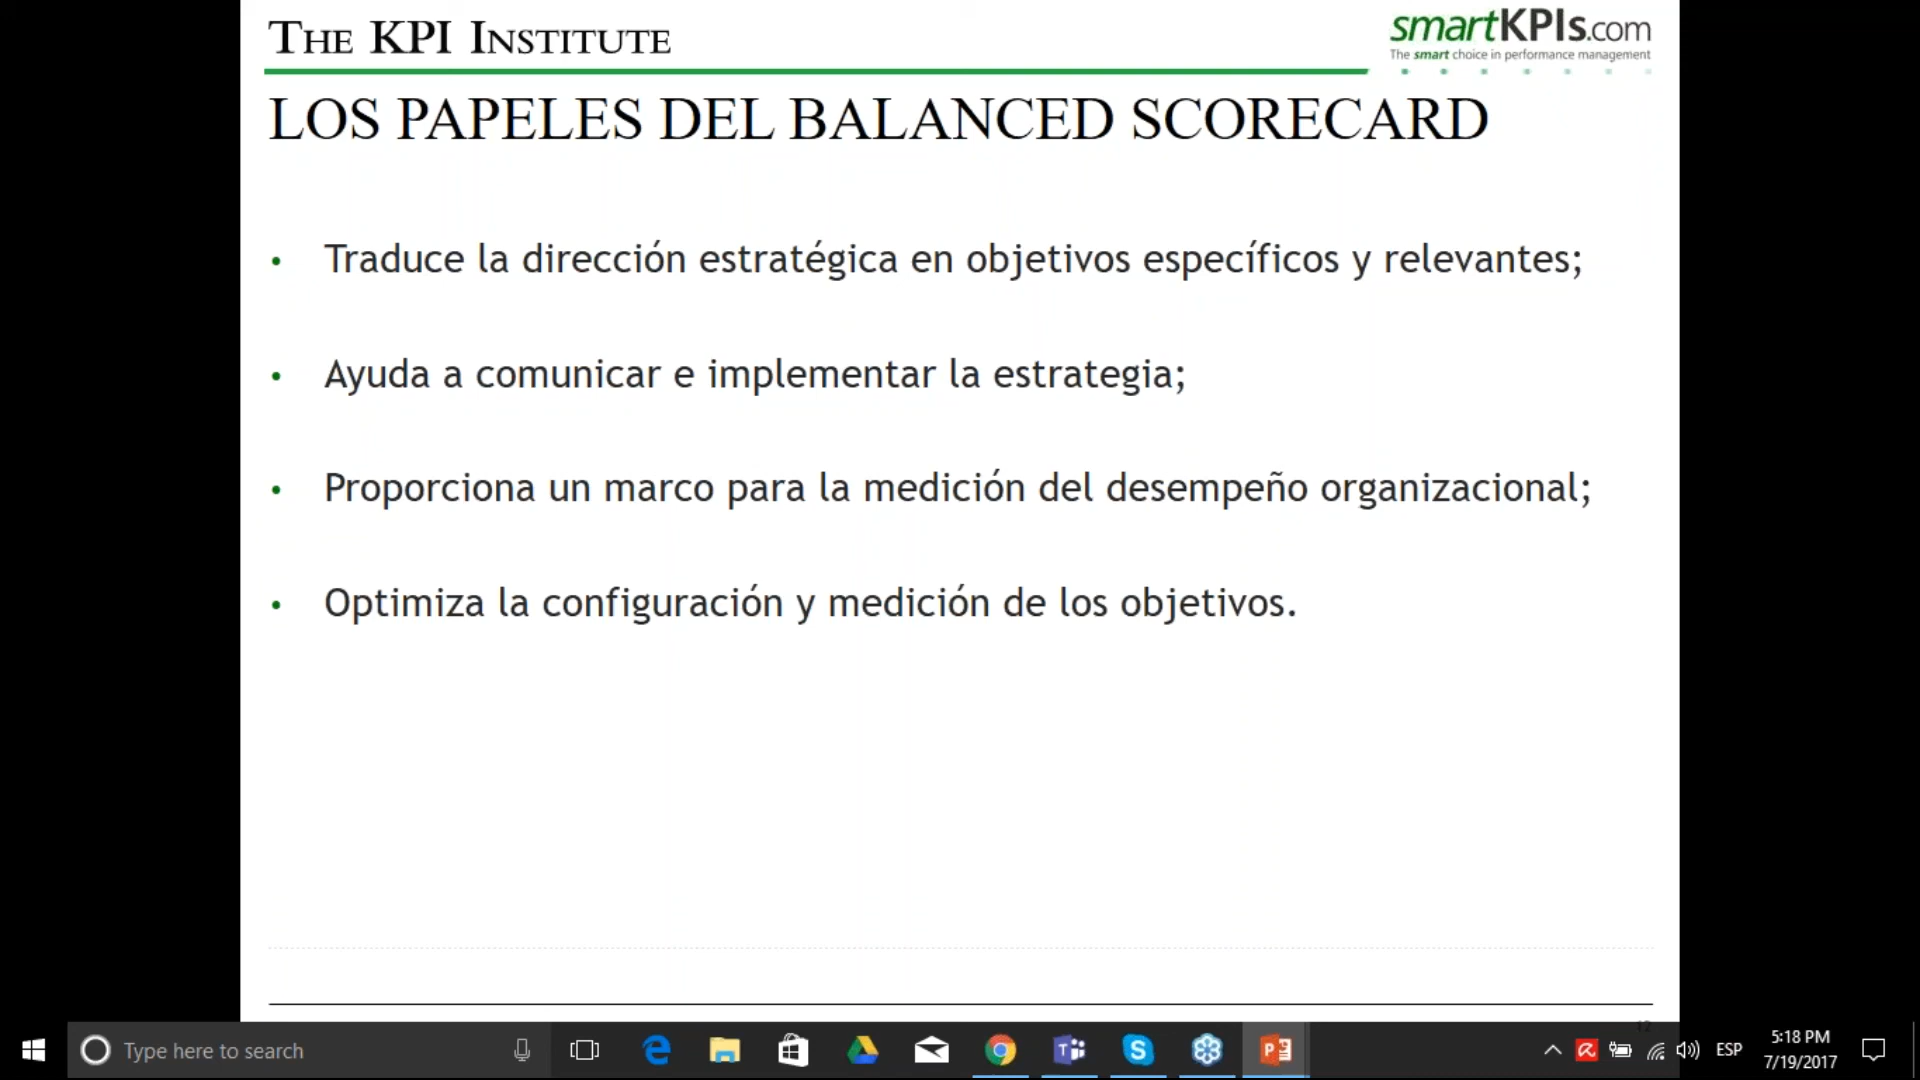 THE KPI INSTITUTE
smartKPIs.com
The smart choice in performance management
LOS PAPELES DEL BALANCED SCORECARD
• Traduce la dirección estratégica en objetivos específicos y relevantes;
• Ayuda a comunicar e implementar la estrategia;
• Proporciona un marco para la medición del desempeño organizacional;
• Optimiza la configuración y medición de los objetivos.
12
Type here to search
ESP
5:18 PM
7/19/2017